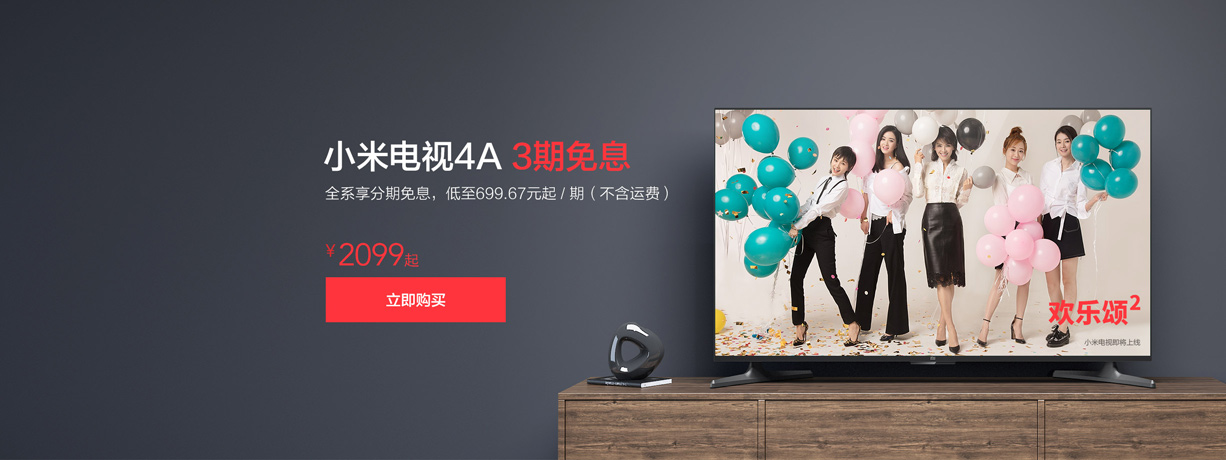 小米电视4A 3期免息
全系享分期免息，低至699.67元起 / 期（不含运费）
¥2099起
立即购买
欢乐颂2
小米电视即将上线